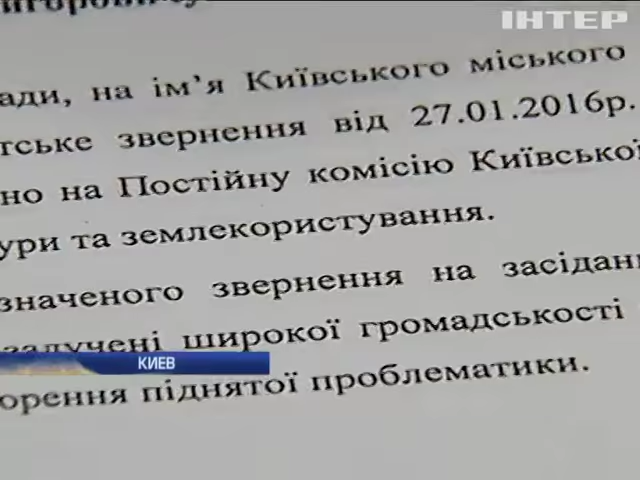 ІНТЕР
ади, на ім’я Київського міського
тське звернення від 27.01.2016р.
но на Постійну комісію Київської
ури та землекористування.
значеного звернення на засіданн
залучені широкої громадськості
КИЕВ
орення піднятої проблематики.